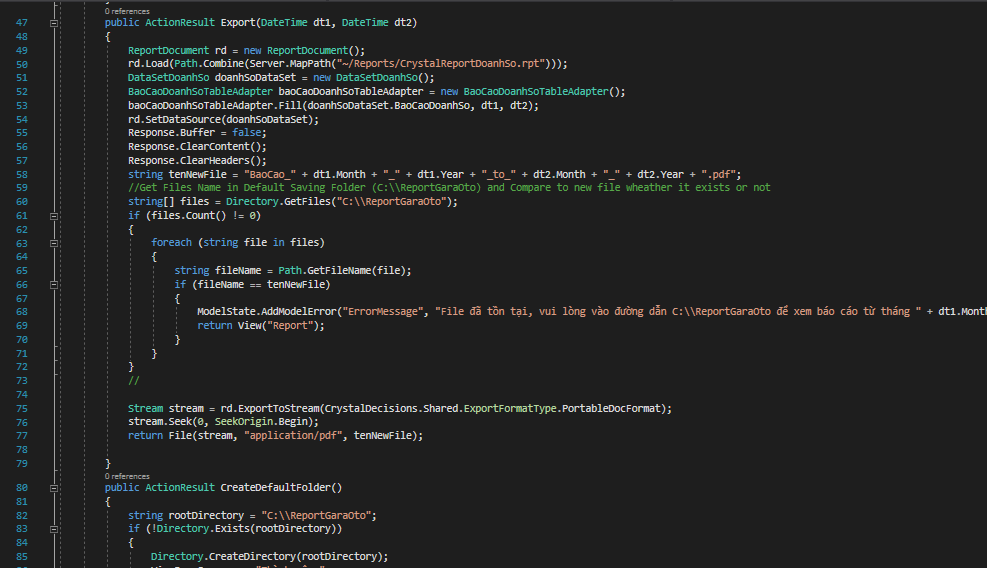 0 references
47 public ActionResult Export(DateTime dt1, DateTime dt2)
48 {
49 ReportDocument rd = new ReportDocument();
50 rd.Load(Path.Combine(Server.MapPath("~/Reports/CrystalReportDoanhSo.rpt")));
51 DataSetDoanhSo doanhSoDataSet = new DataSetDoanhSo();
52 BaoCaoDoanhSoTableAdapter baoCaoDoanhSoTableAdapter = new BaoCaoDoanhSoTableAdapter();
53 baoCaoDoanhSoTableAdapter.Fill(doanhSoDataSet.BaoCaoDoanhSo, dt1, dt2);
54 rd.SetDataSource(doanhSoDataSet);
55 Response.Buffer = false;
56 Response.ClearContent();
57 Response.ClearHeaders();
58 string tenNewFile = "BaoCao_" + dt1.Month + "_" + dt1.Year + "_to_" + dt2.Month + "_" + dt2.Year + ".pdf";
59 //Get Files Name in Default Saving Folder (C:\\ReportGaraOto) and Compare to new file wheather it exists or not
60 string[] files = Directory.GetFiles("C:\\ReportGaraOto");
61 if (files.Count() != 0)
62 {
63 foreach (string file in files)
64 {
65 string fileName = Path.GetFileName(file);
66 if (fileName == tenNewFile)
67 {
68 ModelState.AddModelError("ErrorMessage", "File đã tồn tại, vui lòng vào đường dẫn C:\\ReportGaraOto để xem báo cáo từ tháng " + dt1.Month
69 return View("Report");
70 }
71 }
72 }
73 //
74
75 Stream stream = rd.ExportToStream(CrystalDecisions.Shared.ExportFormatType.PortableDocFormat);
76 stream.Seek(0, SeekOrigin.Begin);
77 return File(stream, "application/pdf", tenNewFile);
78
79 }
0 references
80 public ActionResult CreateDefaultFolder()
81 {
82 string rootDirectory = "C:\\ReportGaraOto";
83 if (!Directory.Exists(rootDirectory))
84 {
85 Directory.CreateDirectory(rootDirectory);